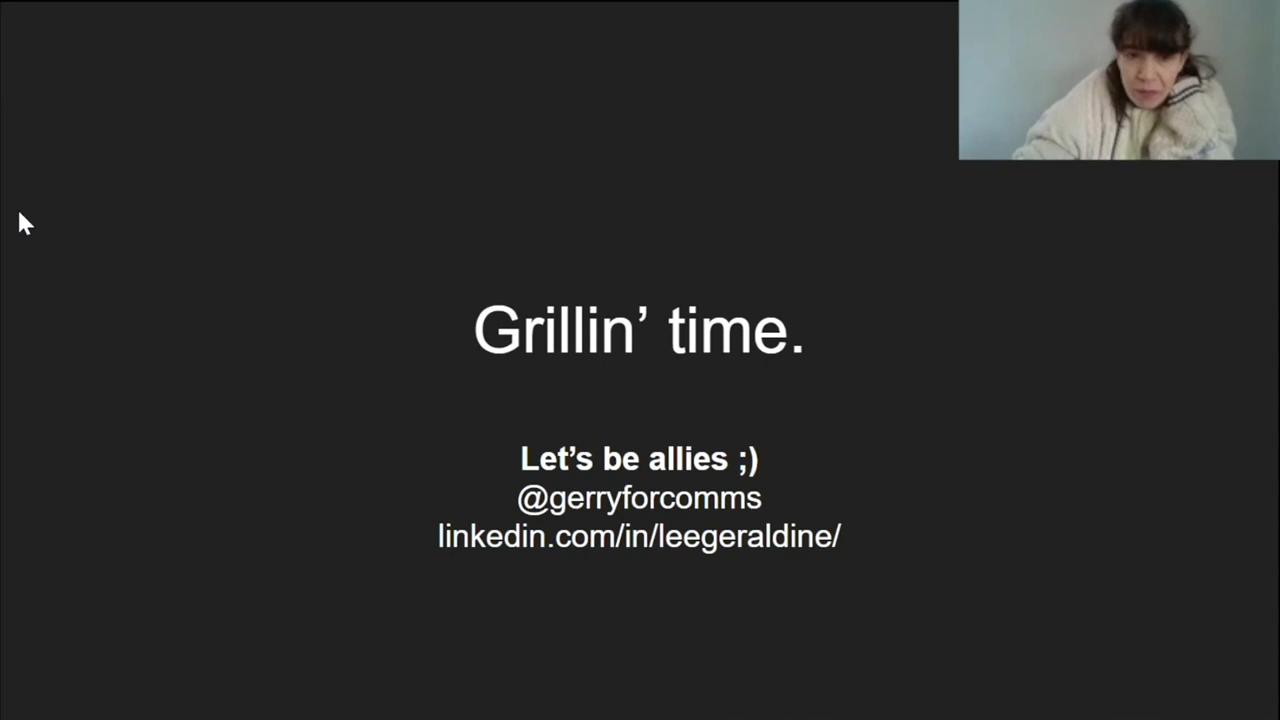 Grillin’ time.
Let’s be allies ;)
@gerryforcomms
linkedin.com/in/leegeraldine/